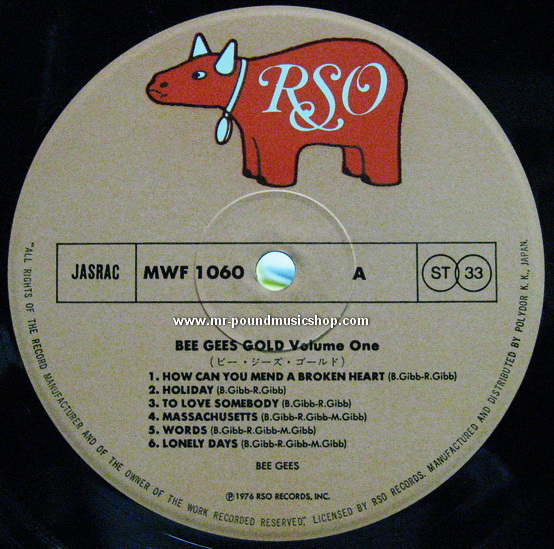 RSO
JASRAC
MWF 1060
A
ST 33
www.mr-poundmusicshop.com
BEE GEES GOLD Volume One
(ビー・ジーズ・ゴールド)
1. HOW CAN YOU MEND A BROKEN HEART (B.Gibb-R.Gibb)
2. HOLIDAY (B.Gibb-R.Gibb)
3. TO LOVE SOMEBODY (B.Gibb-R.Gibb)
4. MASSACHUSETTS (B.Gibb-R.Gibb-M.Gibb)
5. WORDS (B.Gibb-R.Gibb-M.Gibb)
6. LONELY DAYS (B.Gibb-R.Gibb-M.Gibb)
BEE GEES
℗1976 RSO RECORDS, INC.
"ALL RIGHTS OF THE RECORD MANUFACTURER AND OF THE OWNER OF THE WORK RECORDED RESERVED", LICENSED BY RSO RECORDS. MANUFACTURED AND DISTRIBUTED BY POLYDOR K. K., JAPAN.